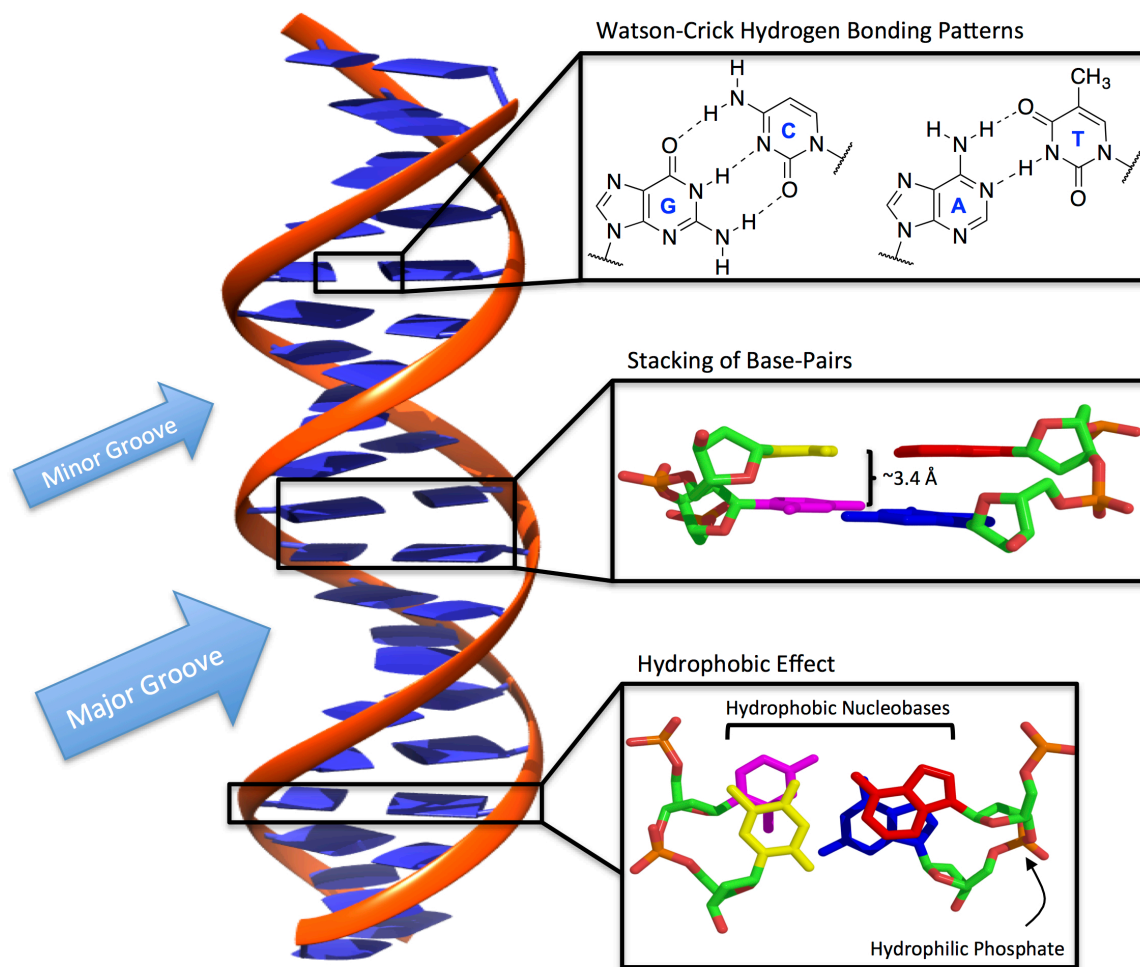 Watson-Crick Hydrogen Bonding Patterns
H
H N
C
O
N N
O
N H
N
G
N N N H
H
CH3
O
H N H
T
N N
H
O
N
N
A
N N
Minor Groove
Stacking of Base-Pairs
~3.4 Å
Major Groove
Hydrophobic Effect
Hydrophobic Nucleobases
Hydrophilic Phosphate